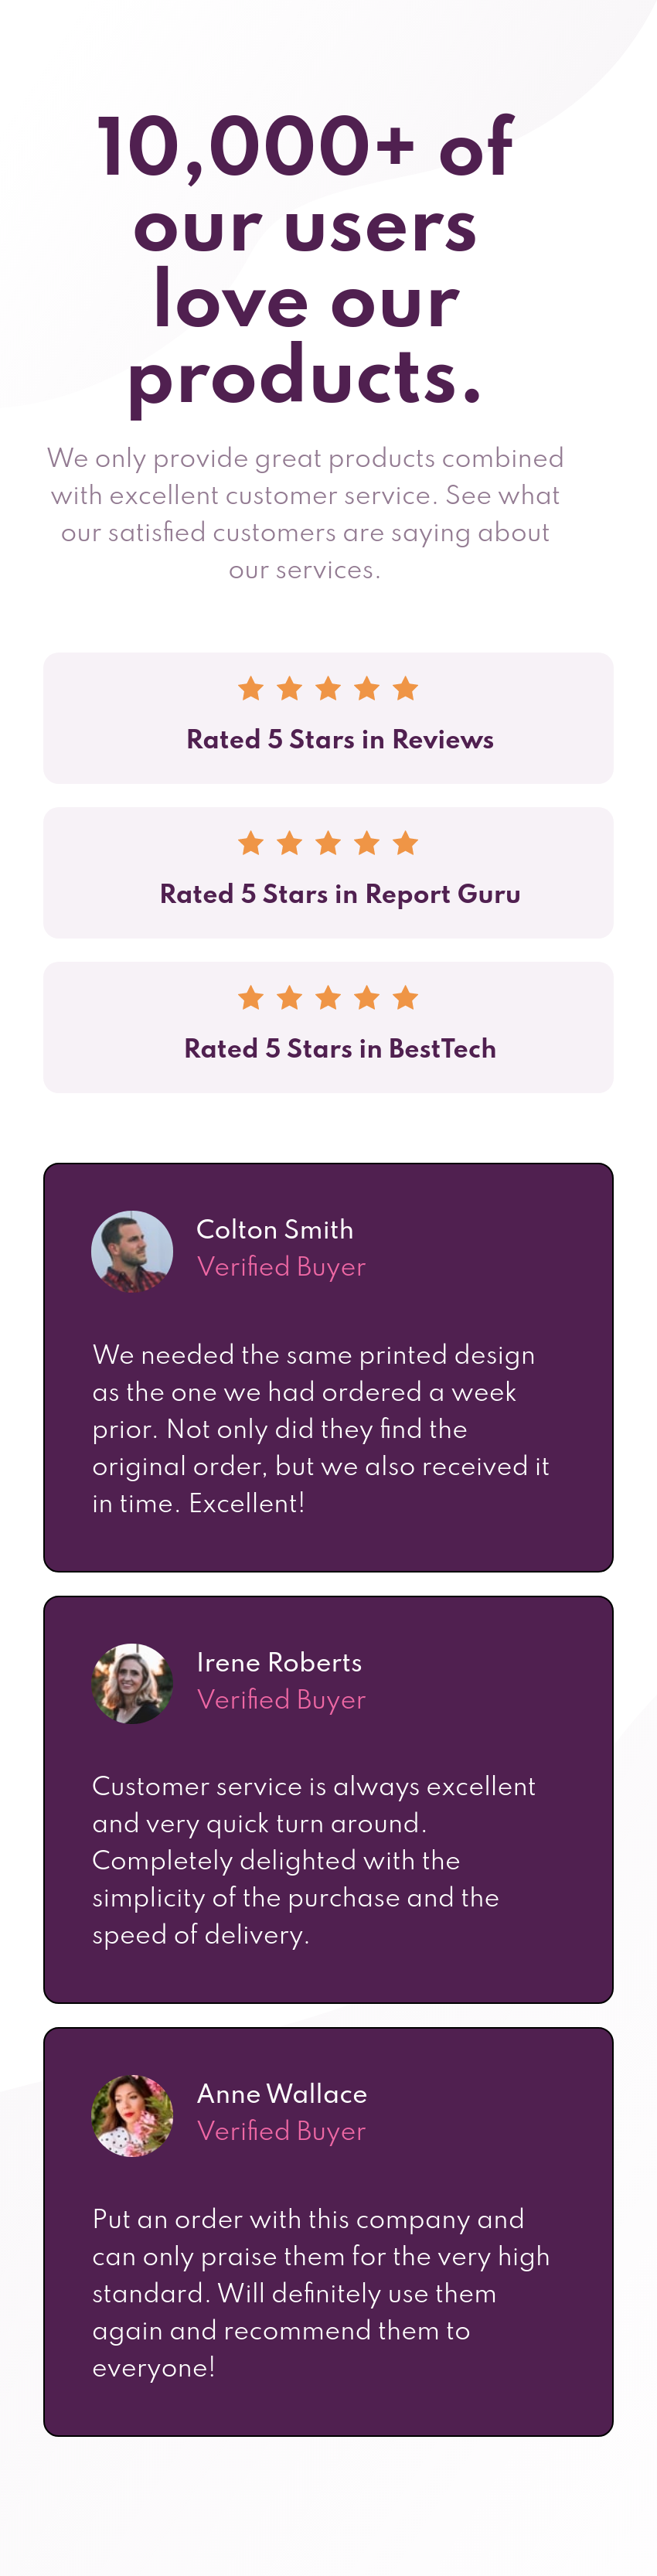 10,000+ of
our users
love our
products.
We only provide great products combined
with excellent customer service. See what
our satisfied customers are saying about
our services.
Rated 5 Stars in Reviews
Rated 5 Stars in Report Guru
Rated 5 Stars in BestTech
Colton Smith
Verified Buyer
We needed the same printed design
as the one we had ordered a week
prior. Not only did they find the
original order, but we also received it
in time. Excellent!
Irene Roberts
Verified Buyer
Customer service is always excellent
and very quick turn around.
Completely delighted with the
simplicity of the purchase and the
speed of delivery.
Anne Wallace
Verified Buyer
Put an order with this company and
can only praise them for the very high
standard. Will definitely use them
again and recommend them to
everyone!